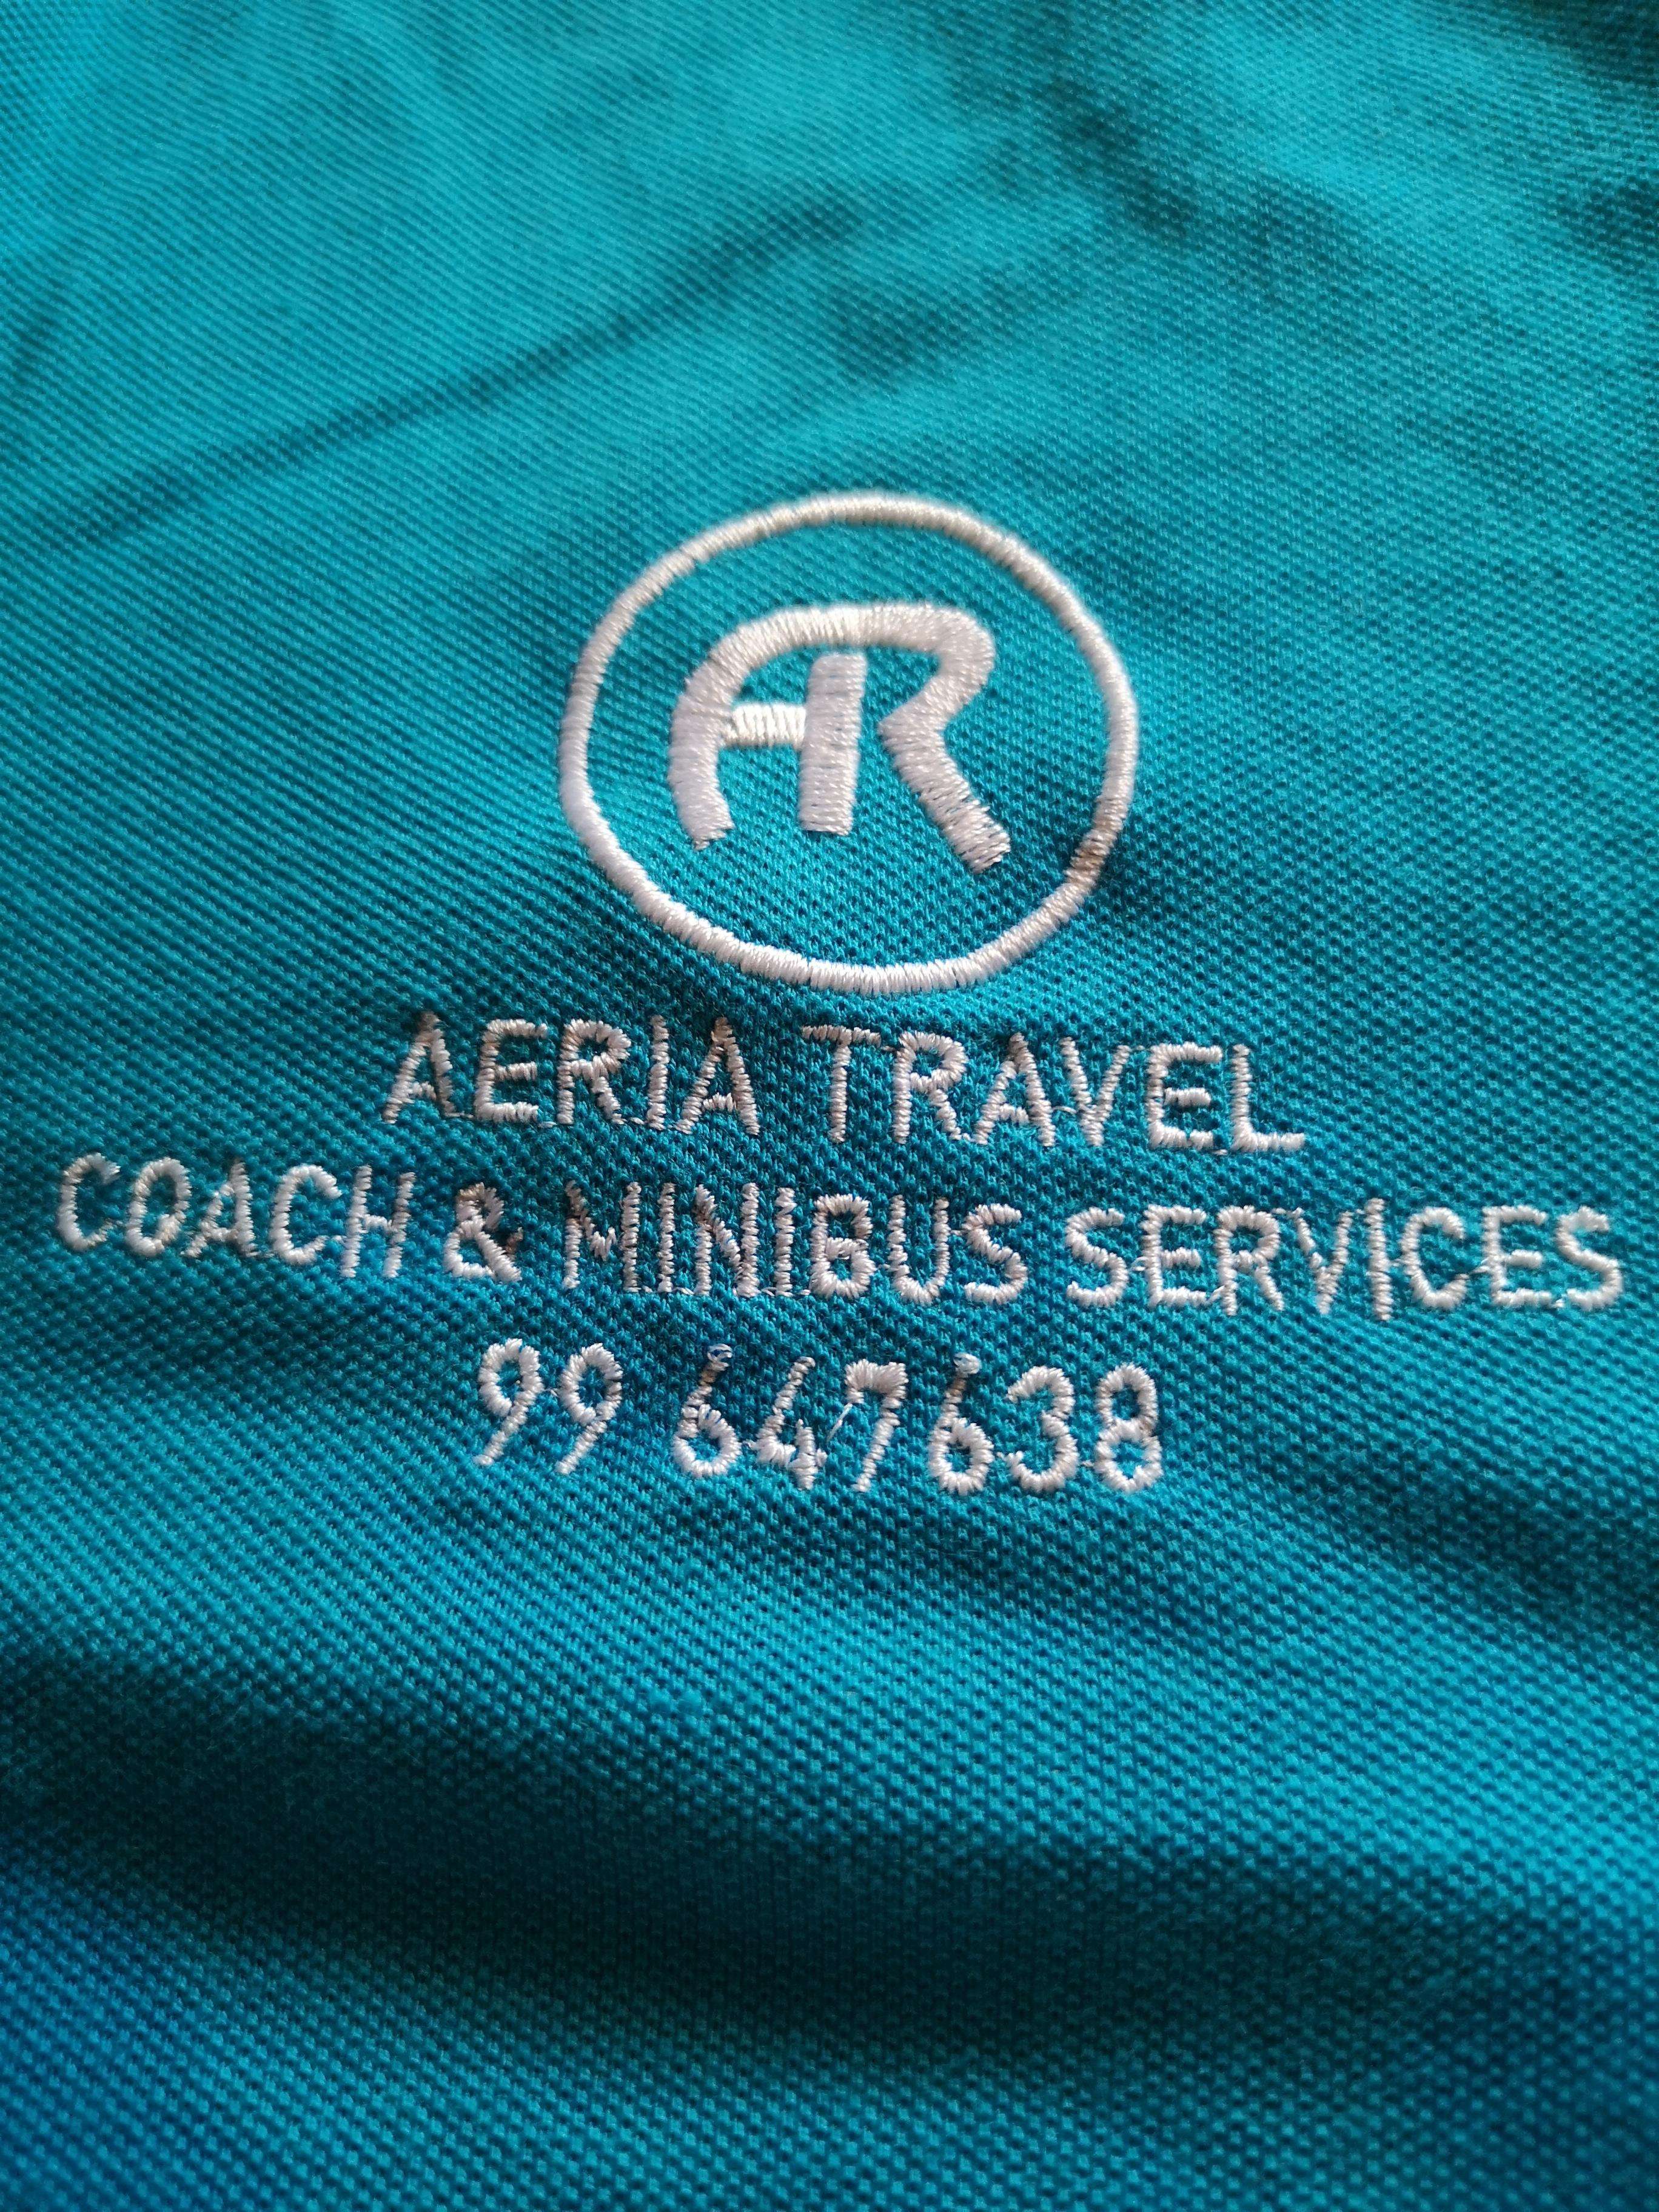 AR
AERIA TRAVEL
COACH & MINIBUS SERVICES
99 647638